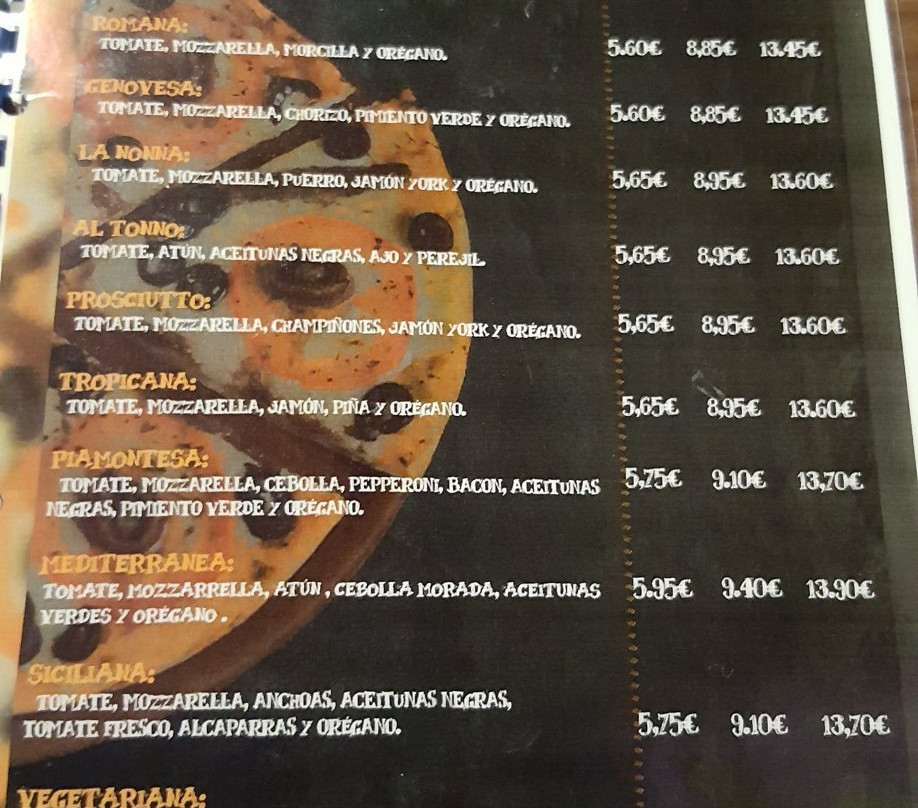 ROMANA:
TOMATE, MOZZARELLA, MORCILLA Y ORÉGANO. 5.60€ 8,85€ 13.45€
GENOVESA:
TOMATE, MOZZARELLA, CHORIZO, PIMIENTO VERDE Y ORÉGANO. 5.60€ 8,85€ 13.45€
LA NONNA:
TOMATE, MOZZARELLA, PUERRO, JAMÓN YORK Y ORÉGANO. 5,65€ 8,95€ 13.60€
AL TONNO:
TOMATE, ATÚN, ACEITUNAS NEGRAS, AJO Y PEREJIL. 5,65€ 8,95€ 13.60€
PROSCIUTTO:
TOMATE, MOZZARELLA, CHAMPIÑONES, JAMÓN YORK Y ORÉGANO. 5,65€ 8,95€ 13.60€
TROPICANA:
TOMATE, MOZZARELLA, JAMÓN, PIÑA Y ORÉGANO. 5,65€ 8,95€ 13.60€
PIAMONTESA:
TOMATE, MOZZARELLA, CEBOLLA, PEPPERONI, BACON, ACEITUNAS 5,75€ 9.10€ 13,70€
NEGRAS, PIMIENTO VERDE Y ORÉGANO.
MEDITERRANEA:
TOMATE, MOZZARRELLA, ATÚN , CEBOLLA MORADA, ACEITUNAS 5.95€ 9.40€ 13.90€
VERDES Y ORÉGANO .
SICILIANA:
TOMATE, MOZZARELLA, ANCHOAS, ACEITUNAS NEGRAS,
TOMATE FRESCO, ALCAPARRAS Y ORÉGANO. 5,75€ 9.10€ 13,70€
VEGETARIANA: